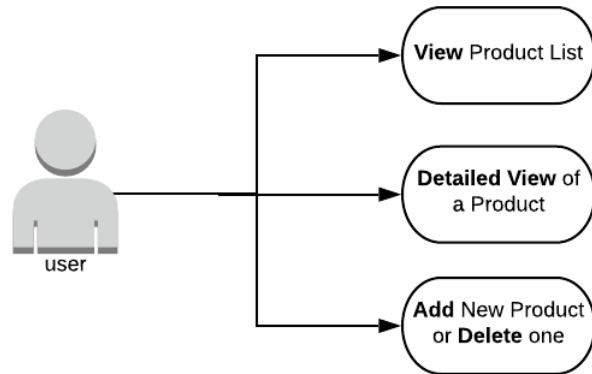 View Product List
Detailed View of
a Product
user
Add New Product
or Delete one